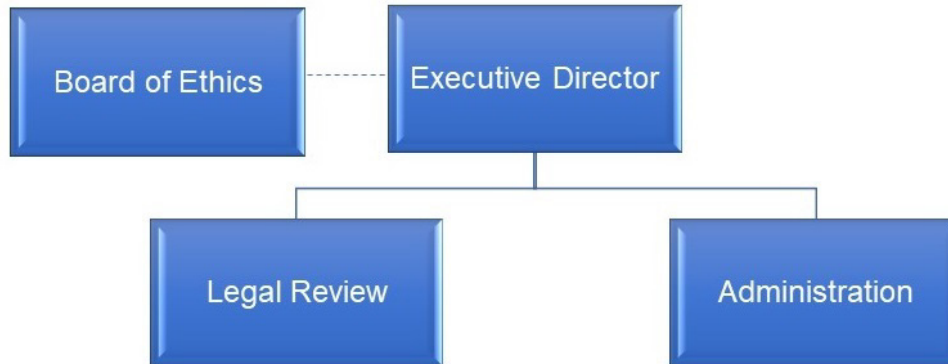 Board of Ethics
Executive Director
Legal Review
Administration